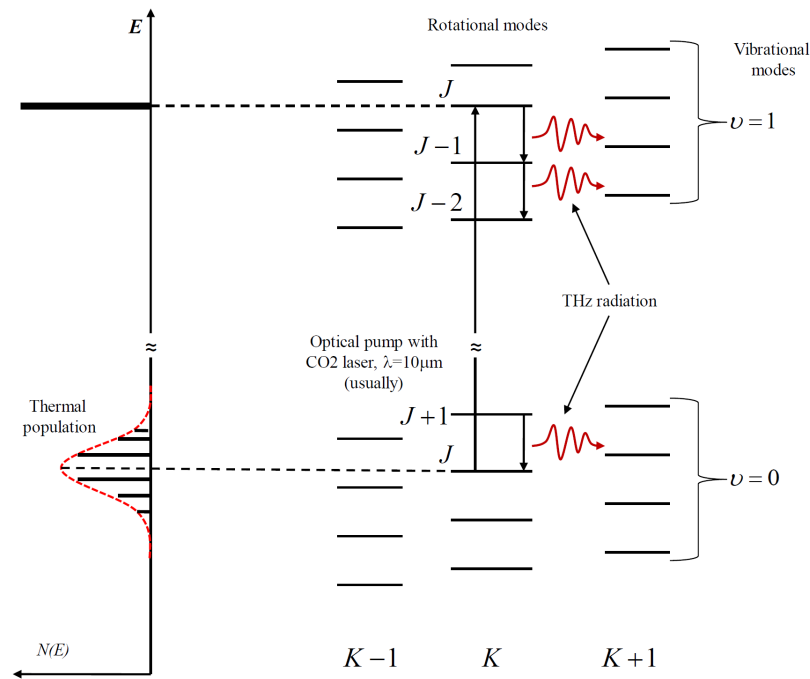 E
Rotational modes
Vibrational
modes
J
υ = 1
J−1
J−2
THz radiation
≈
≈
Optical pump with
CO2 laser, λ=10μm
(usually)
Thermal
population
J+1
J
υ = 0
N(E)
K−1
K
K+1